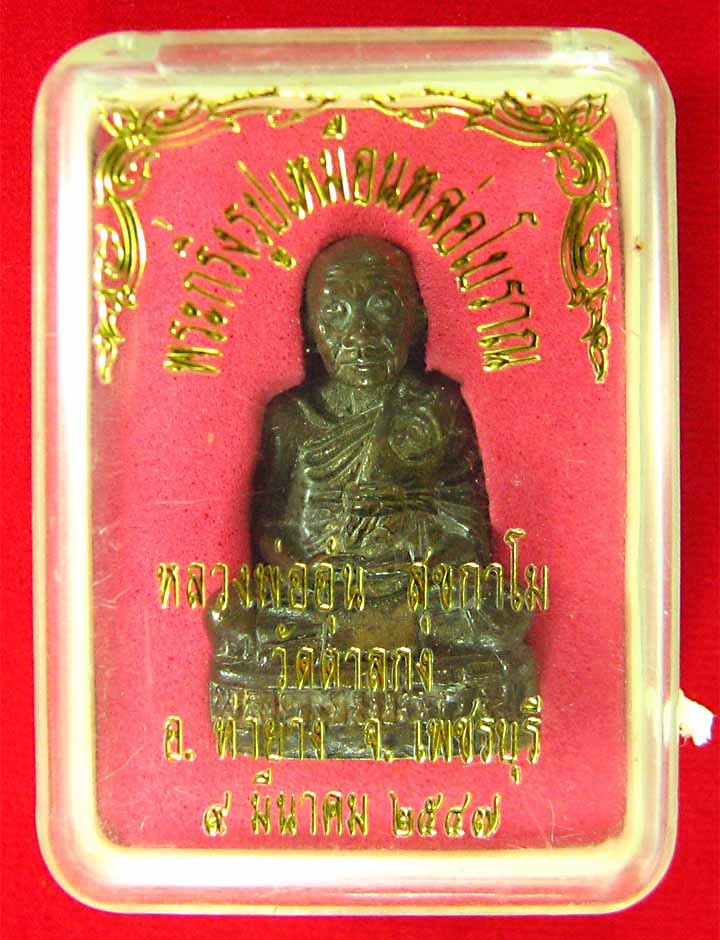 พระกริ่งรูปเหมือนหล่อโบราณ
หลวงพ่ออุ้น สุขกาโม
วัดตาลกง
อ. ท่ายาง จ. เพชรบุรี
๙ มีนาคม ๒๕๔๗